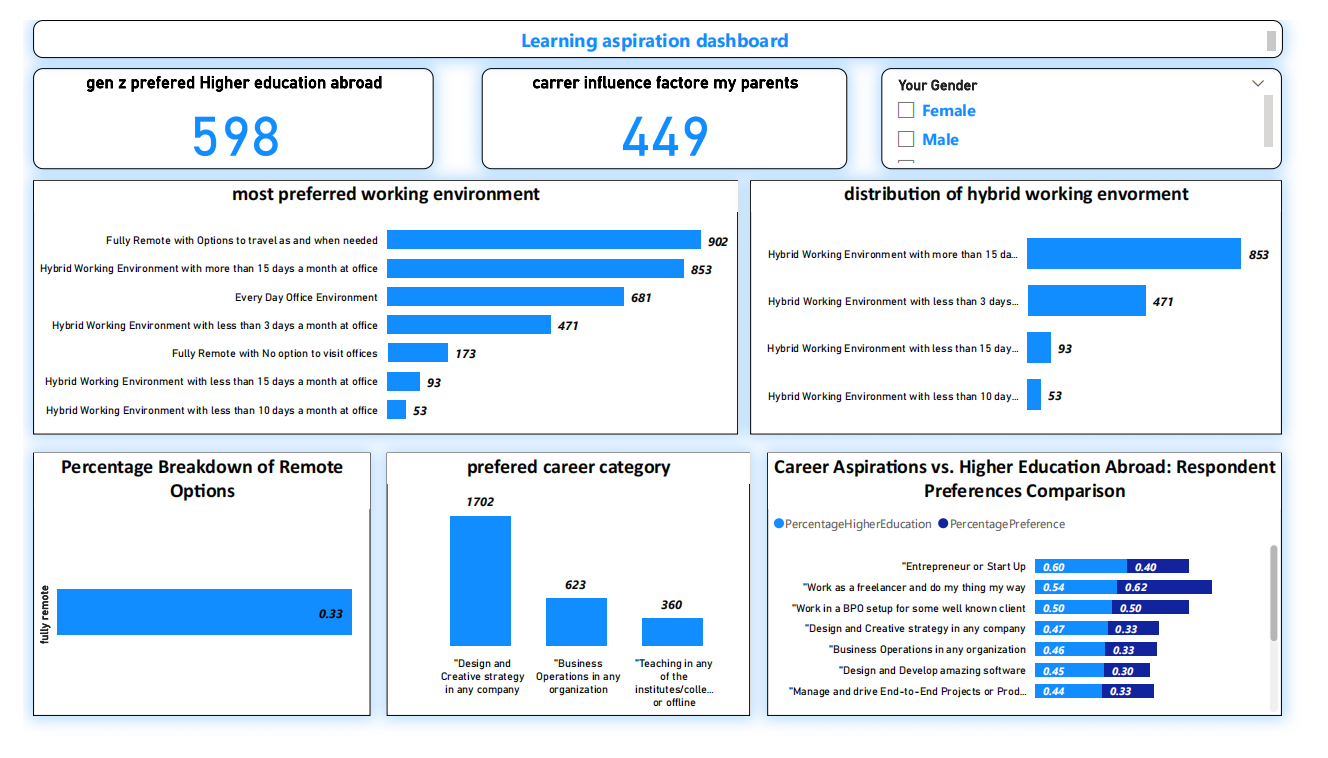 Learning aspiration dashboard
gen z prefered Higher education abroad
598
carrer influence factore my parents
449
Your Gender
Female
Male
most preferred working environment
Fully Remote with Options to travel as and when needed 902
Hybrid Working Environment with more than 15 days a month at office 853
Every Day Office Environment 681
Hybrid Working Environment with less than 3 days a month at office 471
Fully Remote with No option to visit offices 173
Hybrid Working Environment with less than 15 days a month at office 93
Hybrid Working Environment with less than 10 days a month at office 53
distribution of hybrid working envorment
Hybrid Working Environment with more than 15 da... 853
Hybrid Working Environment with less than 3 days... 471
Hybrid Working Environment with less than 15 day... 93
Hybrid Working Environment with less than 10 day... 53
Percentage Breakdown of Remote
Options
fully remote
0.33
prefered career category
1702
623
360
"Design and
Creative strategy
in any company
"Business
Operations in any
organization
"Teaching in any
of the
institutes/colle...
or offline
Career Aspirations vs. Higher Education Abroad: Respondent
Preferences Comparison
PercentageHigherEducation PercentagePreference
"Entrepreneur or Start Up 0.60 0.40
"Work as a freelancer and do my thing my way 0.54 0.62
"Work in a BPO setup for some well known client 0.50 0.50
"Design and Creative strategy in any company 0.47 0.33
"Business Operations in any organization 0.46 0.33
"Design and Develop amazing software 0.45 0.30
"Manage and drive End-to-End Projects or Prod... 0.44 0.33